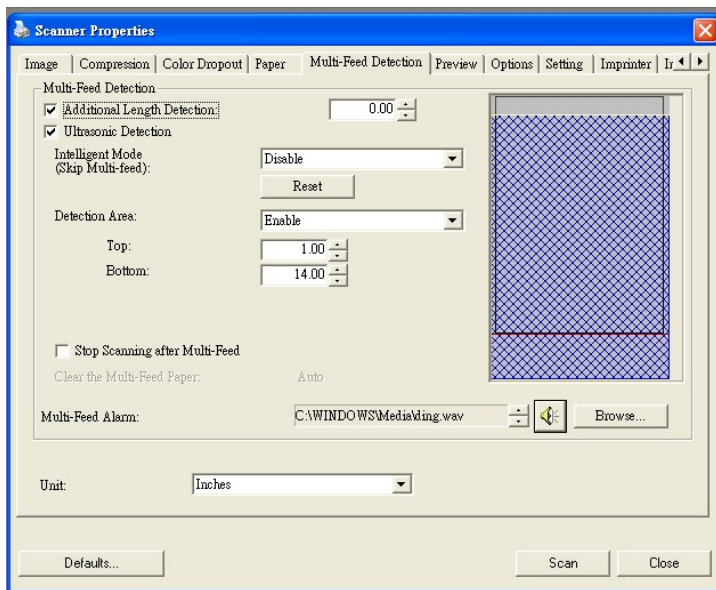 Scanner Properties
Image Compression Color Dropout Paper Multi-Feed Detection Preview Options Setting Imprinter
Multi-Feed Detection
Additional Length Detection: 0.00
Ultrasonic Detection
Intelligent Mode
(Skip Multi-feed): Disable
Reset
Detection Area: Enable
Top: 1.00
Bottom: 14.00
Stop Scanning after Multi-Feed
Clear the Multi-Feed Paper: Auto
Multi-Feed Alarm: C:\WINDOWS\Media\ding.wav Browse...
Unit: Inches
Defaults... Scan Close